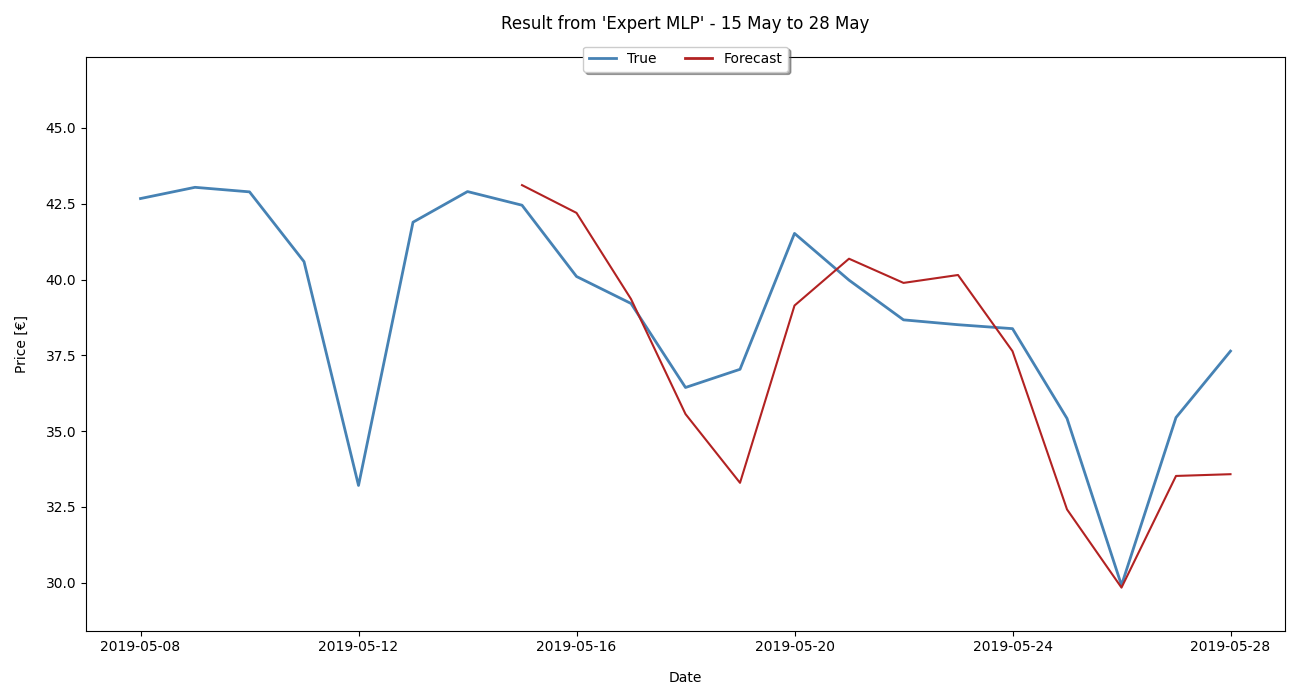 Result from 'Expert MLP' - 15 May to 28 May
True Forecast
45.0
42.5
40.0
37.5
35.0
32.5
30.0
Price [€]
2019-05-08 2019-05-12 2019-05-16 2019-05-20 2019-05-24 2019-05-28
Date